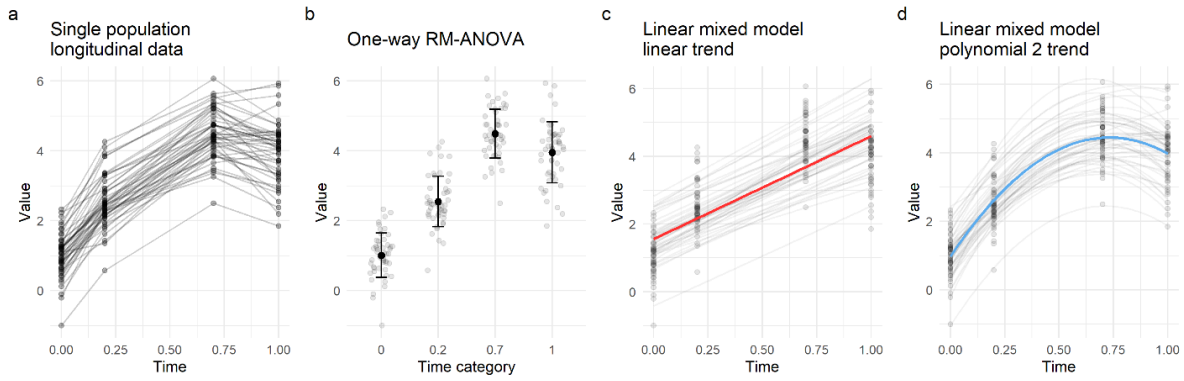 a
Single population
longitudinal data
Value
6
4
2
0
0.00 0.25 0.50 0.75 1.00
Time
b
One-way RM-ANOVA
Value
6
4
2
0
0 0.2 0.7 1
Time category
c
Linear mixed model
linear trend
Value
6
4
2
0
0.00 0.25 0.50 0.75 1.00
Time
d
Linear mixed model
polynomial 2 trend
Value
6
4
2
0
0.00 0.25 0.50 0.75 1.00
Time